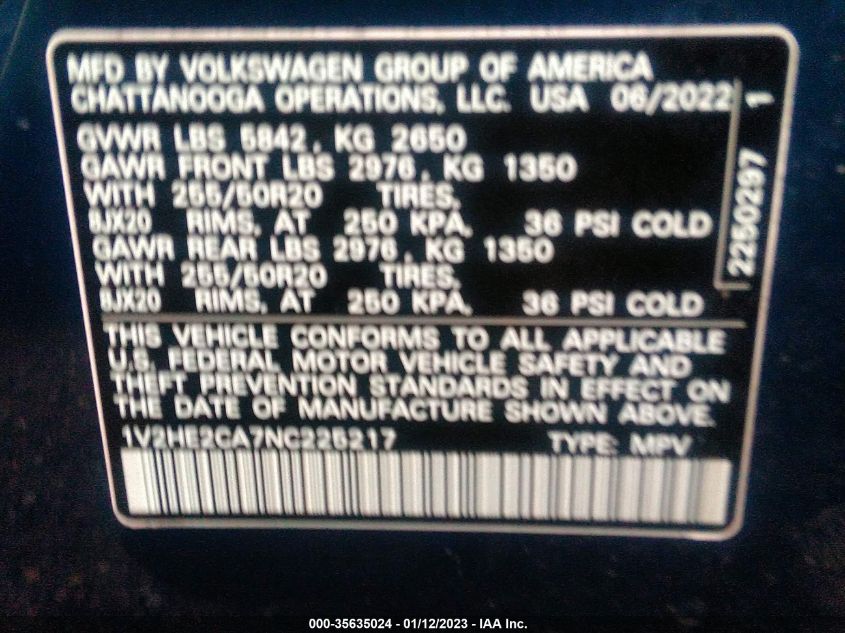 MFD BY VOLKSWAGEN GROUP OF AMERICA
CHATTANOOGA OPERATIONS, LLC. USA 06/2022
GVWR LBS 5842, KG 2650
GAWR FRONT LBS 2976, KG 1350
WITH 255/50R20 TIRES,
8JX20 RIMS, AT 250 KPA, 36 PSI COLD
GAWR REAR LBS 2976, KG 1350
WITH 255/50R20 TIRES,
8JX20 RIMS, AT 250 KPA, 36 PSI COLD
2250297 1
THIS VEHICLE CONFORMS TO ALL APPLICABLE
U.S. FEDERAL MOTOR VEHICLE SAFETY AND
THEFT PREVENTION STANDARDS IN EFFECT ON
THE DATE OF MANUFACTURE SHOWN ABOVE.
1V2HE2CA7NC225217 TYPE: MPV
000-35635024 - 01/12/2023 - IAA Inc.